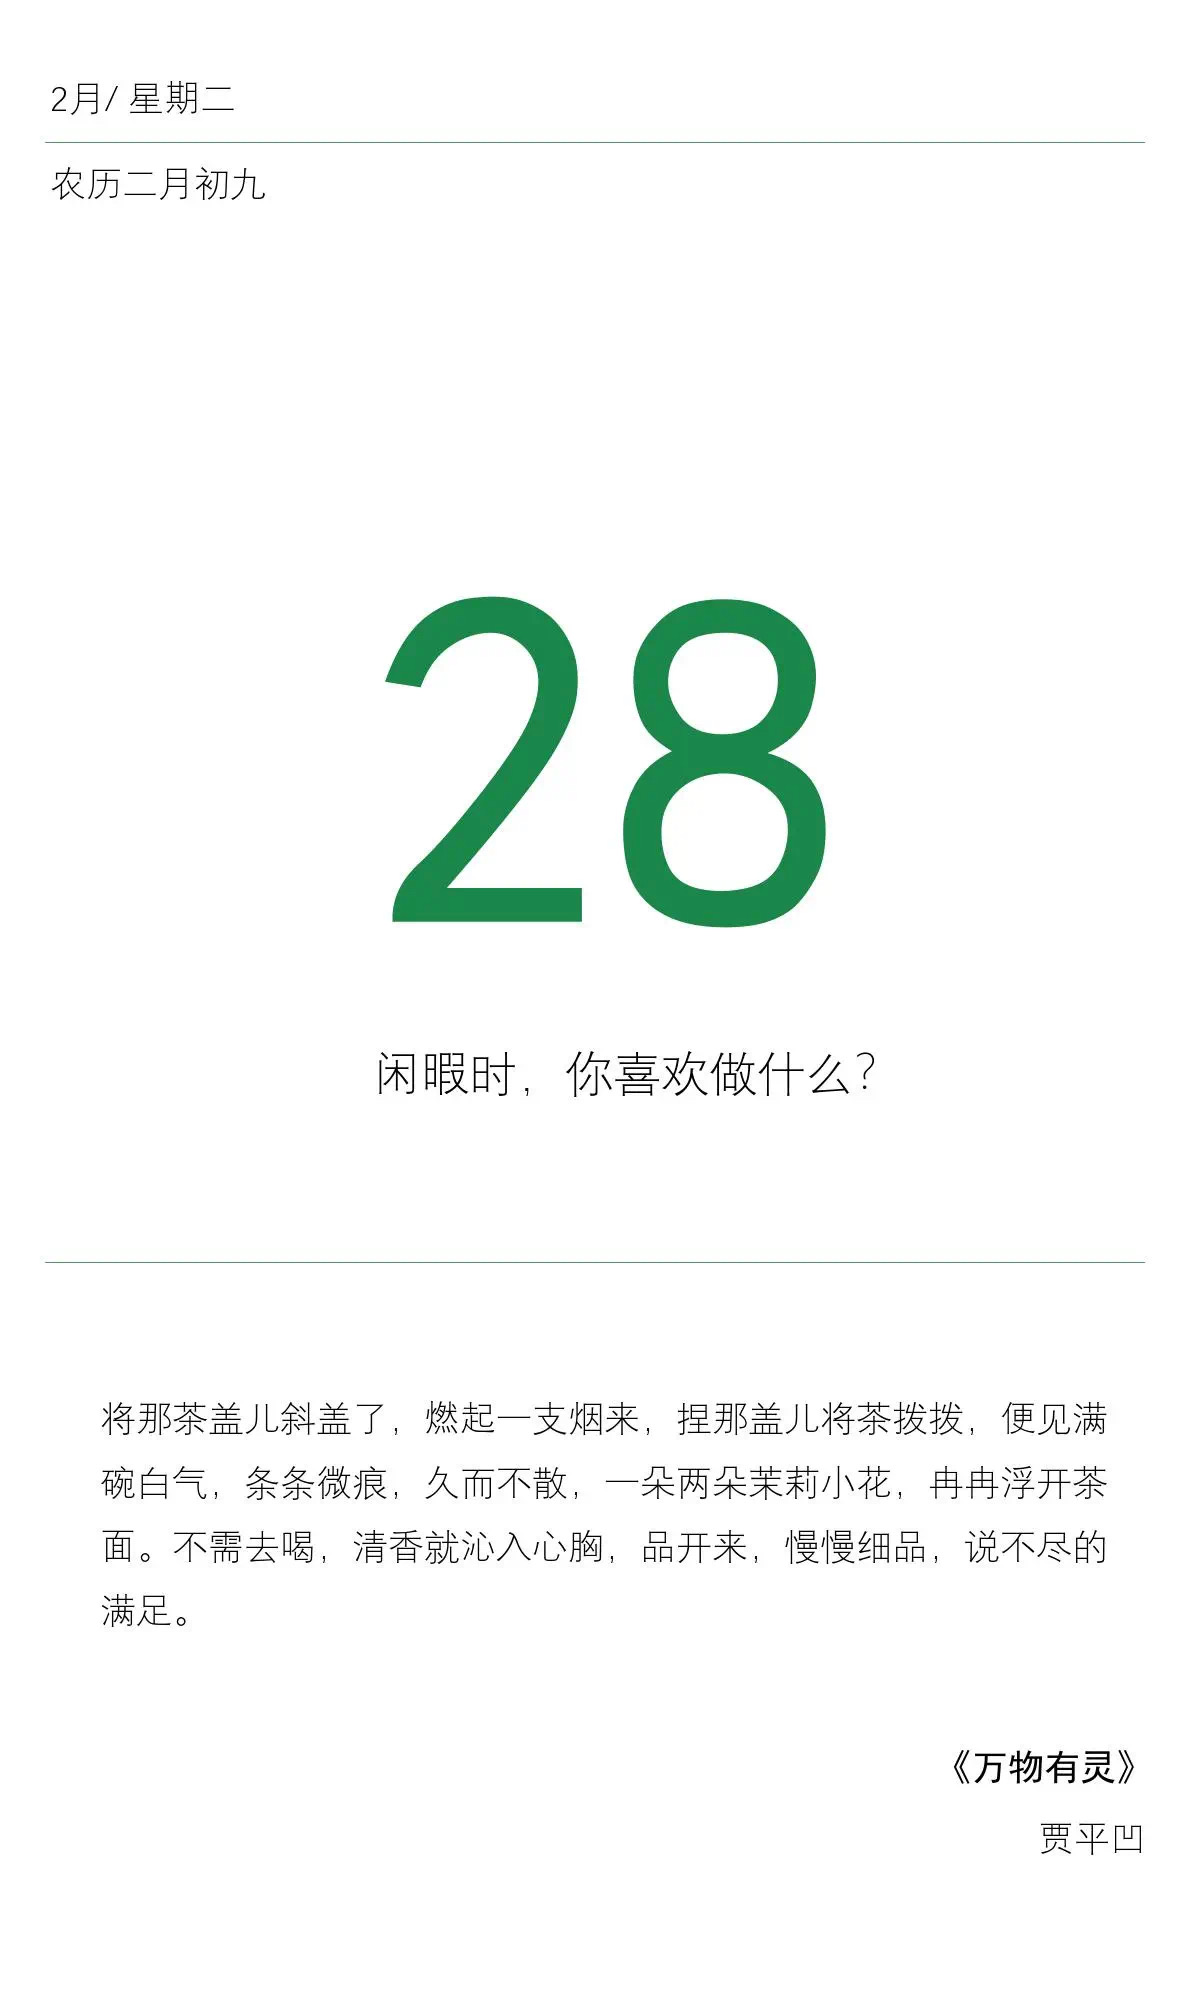 2月/ 星期二
农历二月初九
28
闲暇时，你喜欢做什么？
将那茶盖儿斜盖了，燃起一支烟来，捏那盖儿将茶拨拨，便见满
碗白气，条条微痕，久而不散，一朵两朵茉莉小花，冉冉浮开茶
面。不需去喝，清香就沁入心胸，品开来，慢慢细品，说不尽的
满足。
《万物有灵》
贾平凹